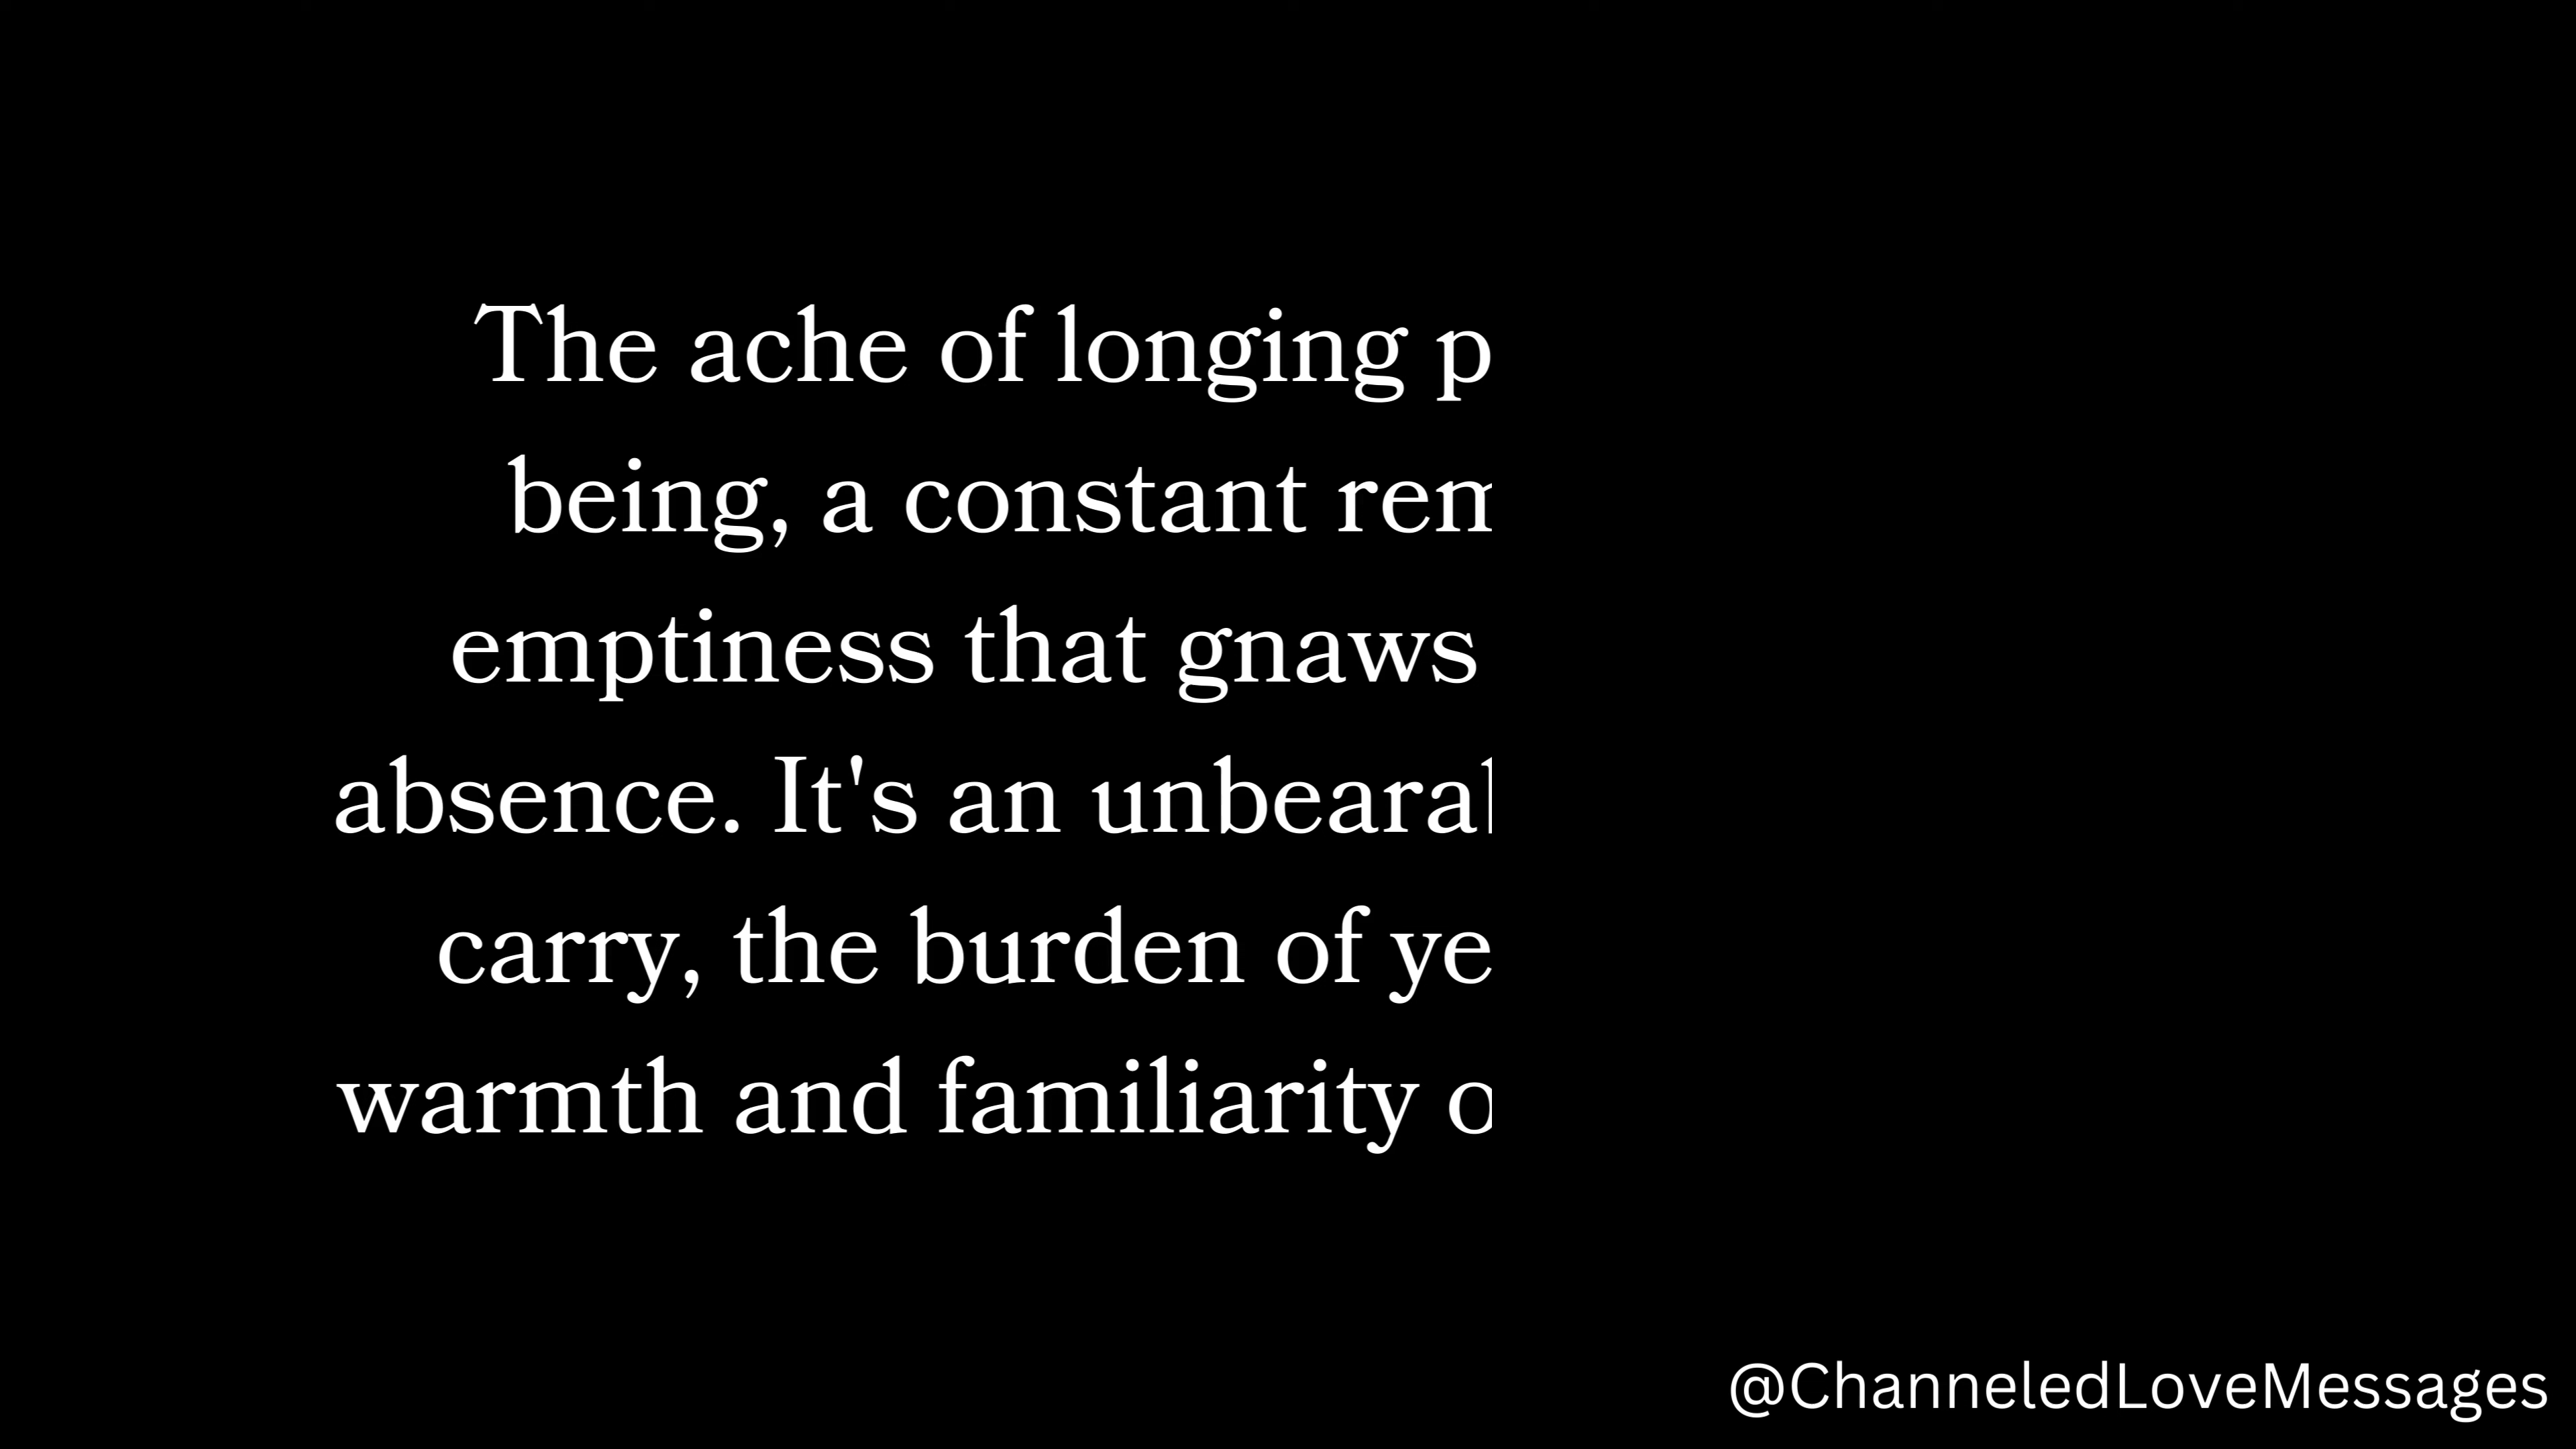 The ache of longing p
being, a constant rem
emptiness that gnaws
absence. It's an unbearal
carry, the burden of ye
warmth and familiarity o
@ChanneledLoveMessages